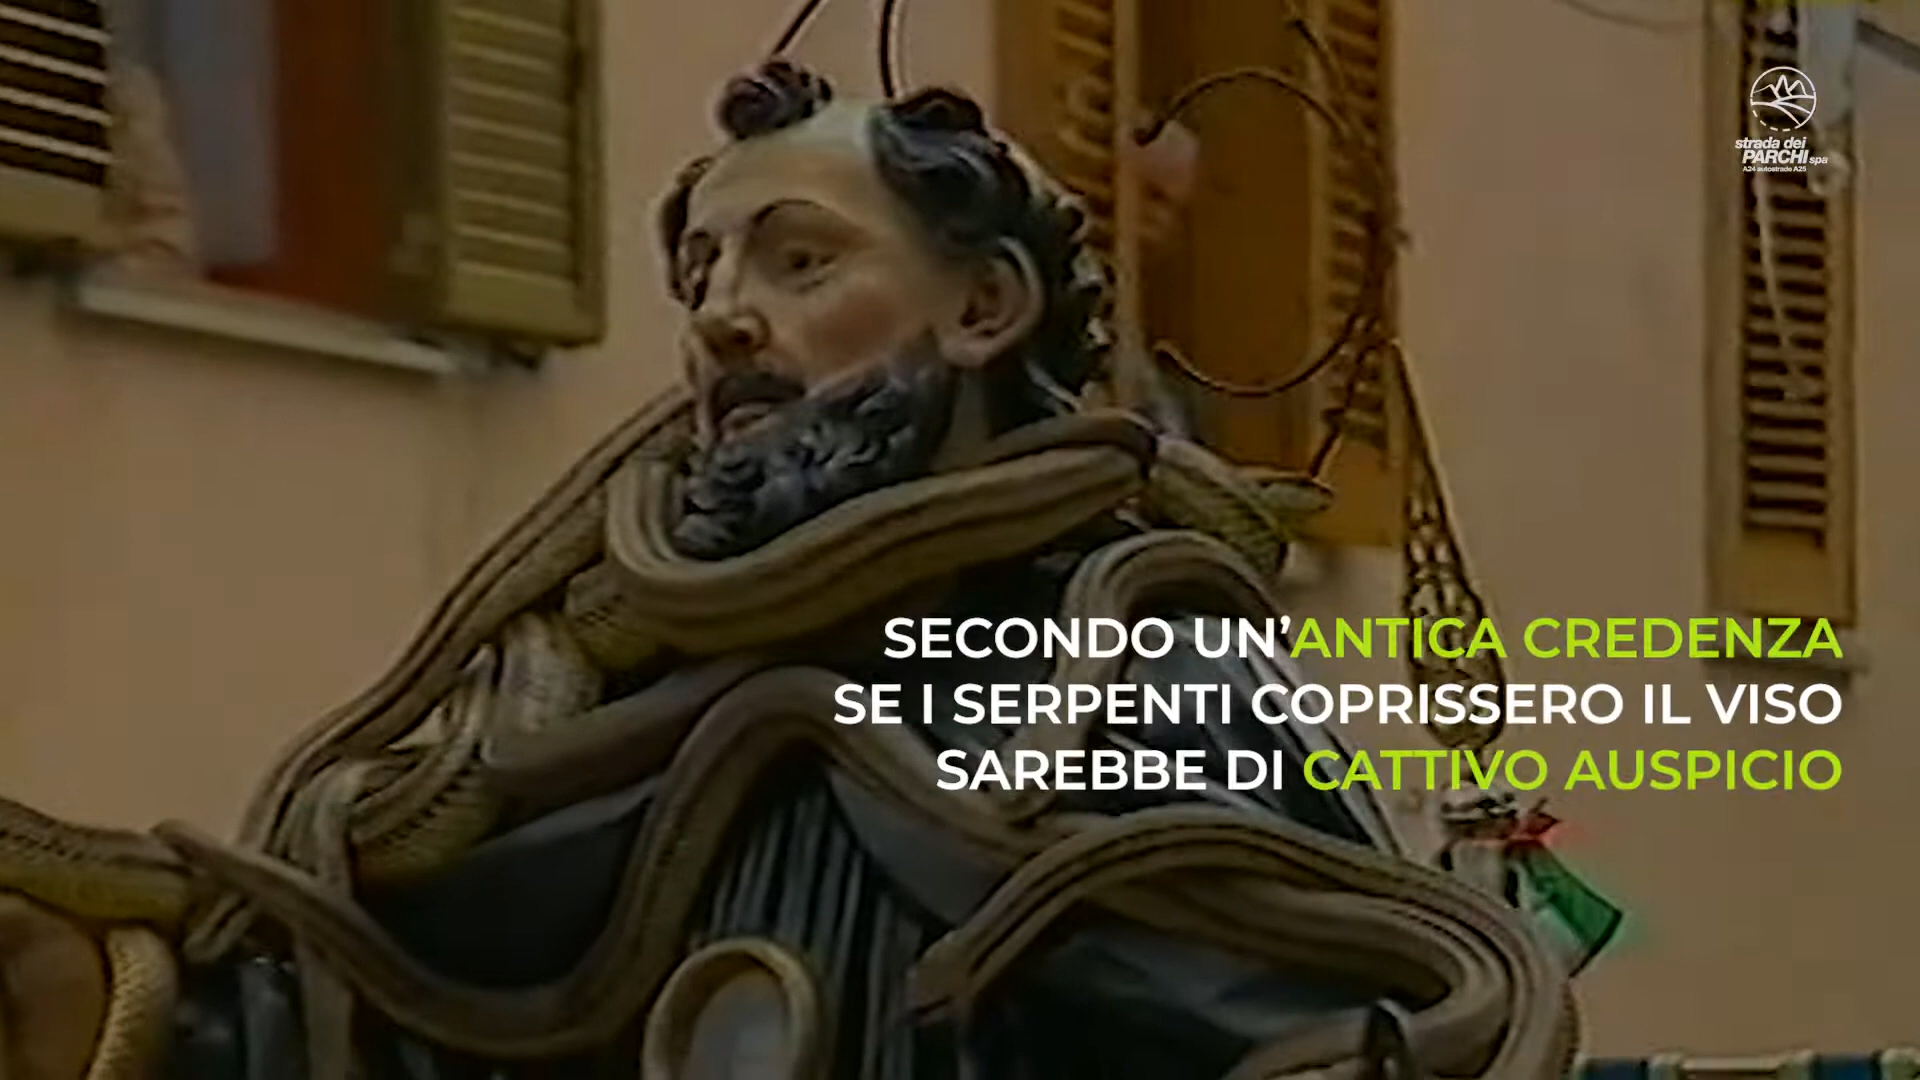 strada dei
PARCHI spa
A24 autostrade A25
SECONDO UN'ANTICA CREDENZA
SE I SERPENTI COPRISSERO IL VISO
SAREBBE DI CATTIVO AUSPICIO